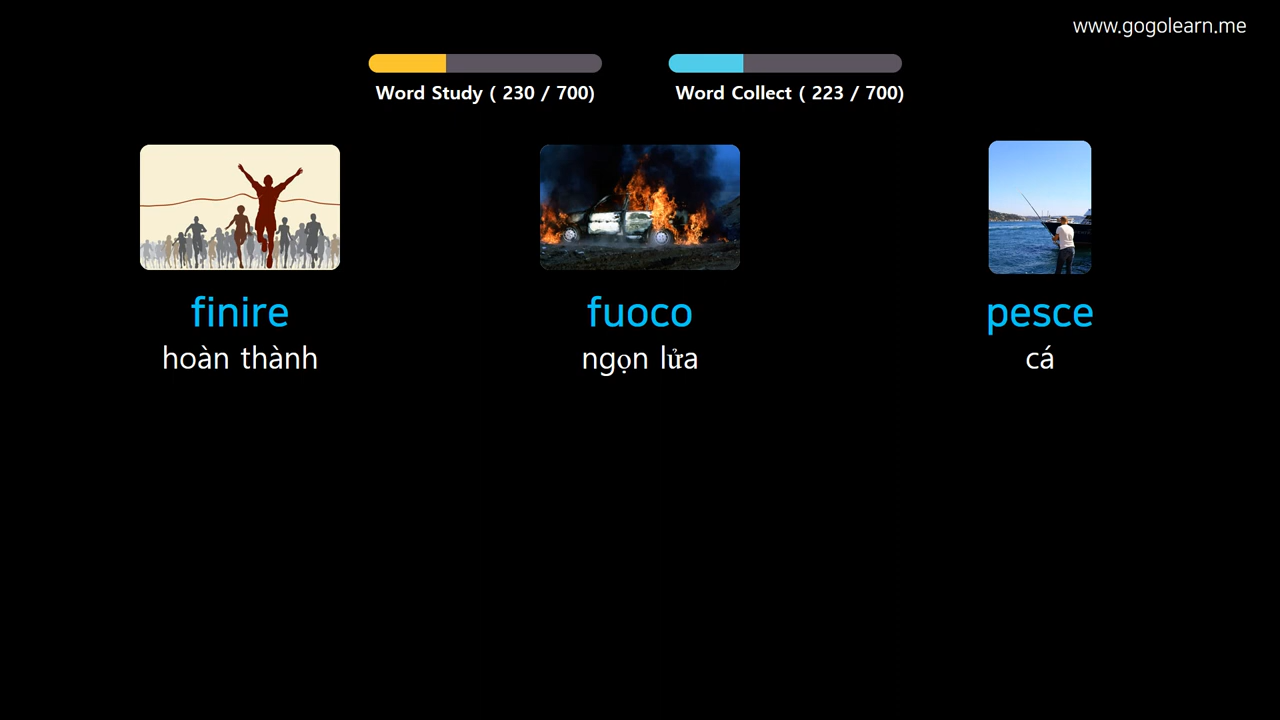 www.gogolearn.me
Word Study ( 230 / 700)
Word Collect ( 223 / 700)
finire
hoàn thành
fuoco
ngọn lửa
pesce
cá